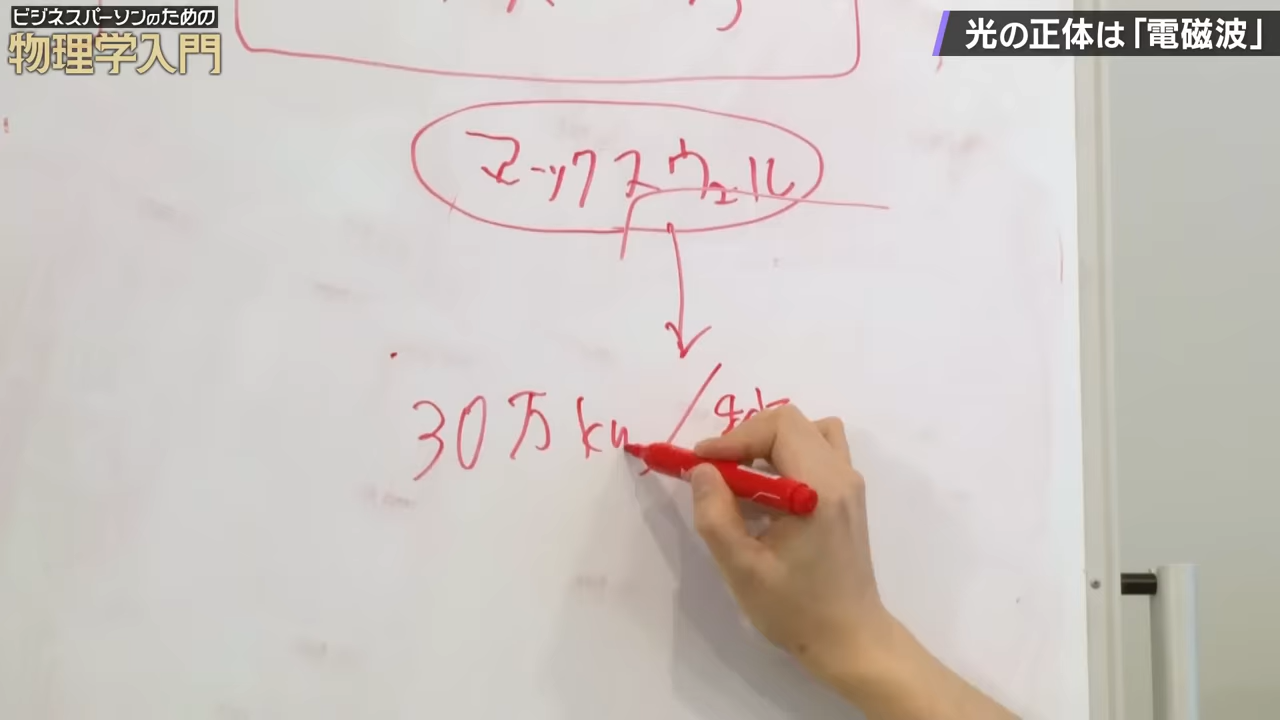 ビジネスパーソンのための
物理学入門
光の正体は「電磁波」
マックスウェル
30万km/